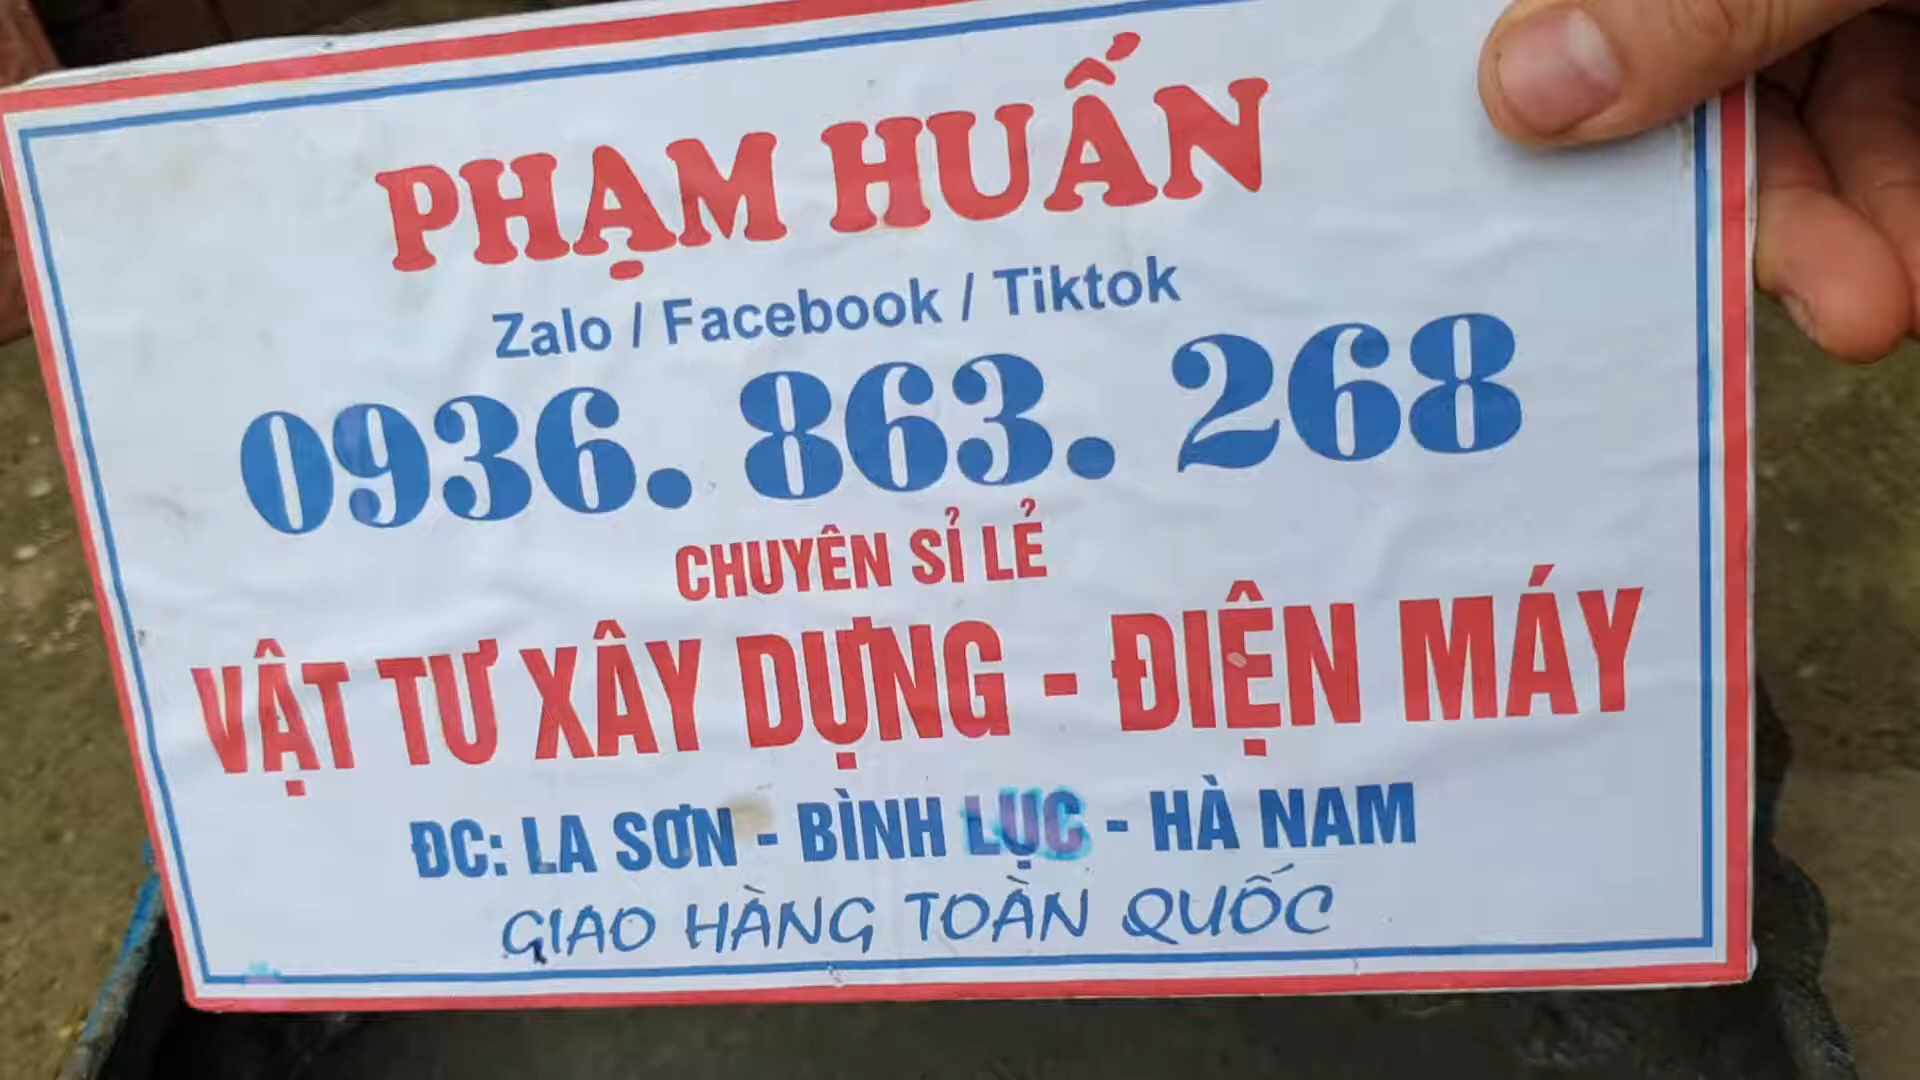 PHẠM HUẤN
Zalo / Facebook / Tiktok
0936. 863. 268
CHUYÊN SỈ LẺ
VẬT TƯ XÂY DỰNG - ĐIỆN MÁY
ĐC: LA SƠN - BÌNH LỤC - HÀ NAM
GIAO HÀNG TOÀN QUỐC